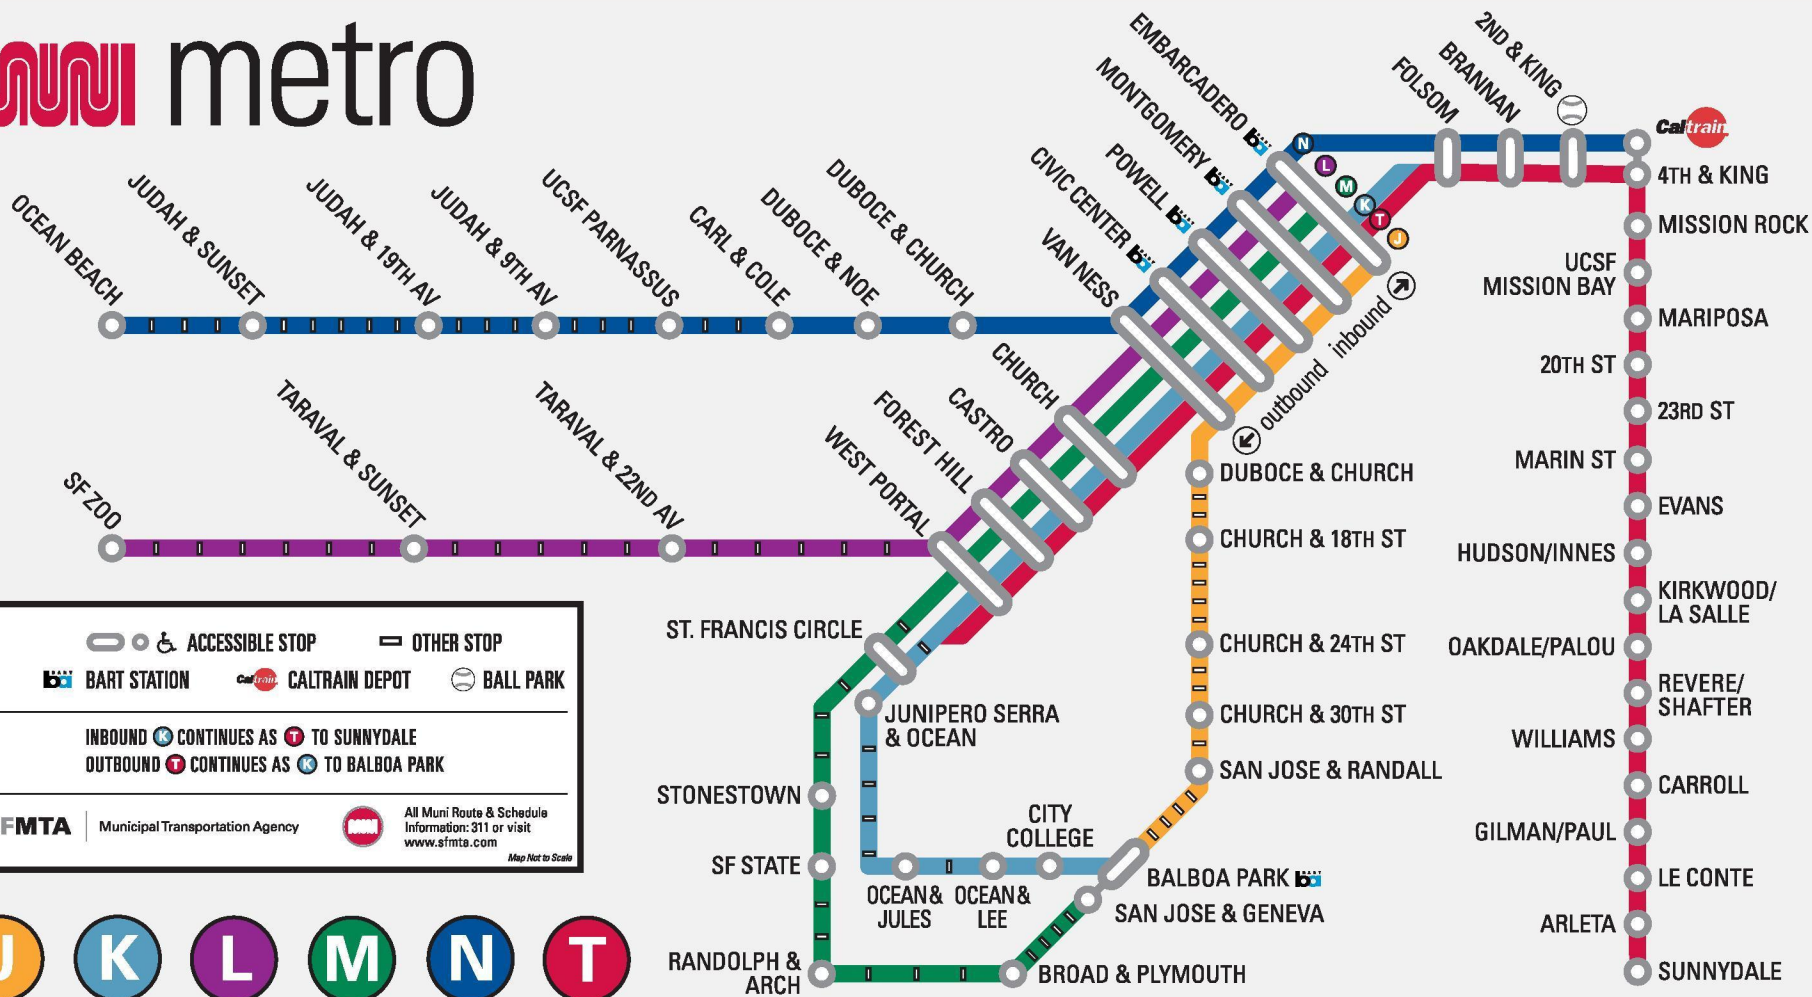 MUNI metro
OCEAN BEACH
JUDAH & SUNSET
JUDAH & 19TH AV
JUDAH & 9TH AV
UCSF PARNASSUS
CARL & COLE
DUBOCE & NOE
DUBOCE & CHURCH
VAN NESS
CIVIC CENTER ba
POWELL ba
MONTGOMERY ba
EMBARCADERO ba
N
L
M
K
T
J
FOLSOM
BRANNAN
2ND & KING
Caltrain
4TH & KING
MISSION ROCK
UCSF
MISSION BAY
MARIPOSA
20TH ST
23RD ST
MARIN ST
EVANS
HUDSON/INNES
KIRKWOOD/
LA SALLE
OAKDALE/PALOU
REVERE/
SHAFTER
WILLIAMS
CARROLL
GILMAN/PAUL
LE CONTE
ARLETA
SUNNYDALE
inbound
outbound
SF ZOO
TARAVAL & SUNSET
TARAVAL & 22ND AV
WEST PORTAL
FOREST HILL
CASTRO
CHURCH
DUBOCE & CHURCH
CHURCH & 18TH ST
CHURCH & 24TH ST
CHURCH & 30TH ST
SAN JOSE & RANDALL
ST. FRANCIS CIRCLE
JUNIPERO SERRA
& OCEAN
STONESTOWN
SF STATE
RANDOLPH &
ARCH
OCEAN &
JULES
OCEAN &
LEE
CITY
COLLEGE
BALBOA PARK ba
SAN JOSE & GENEVA
BROAD & PLYMOUTH
ACCESSIBLE STOP
OTHER STOP
ba BART STATION
Caltrain CALTRAIN DEPOT
BALL PARK
INBOUND K CONTINUES AS T TO SUNNYDALE
OUTBOUND T CONTINUES AS K TO BALBOA PARK
FMTA
Municipal Transportation Agency
All Muni Route & Schedule
Information: 311 or visit
www.sfmta.com
Map Not to Scale
J K L M N T